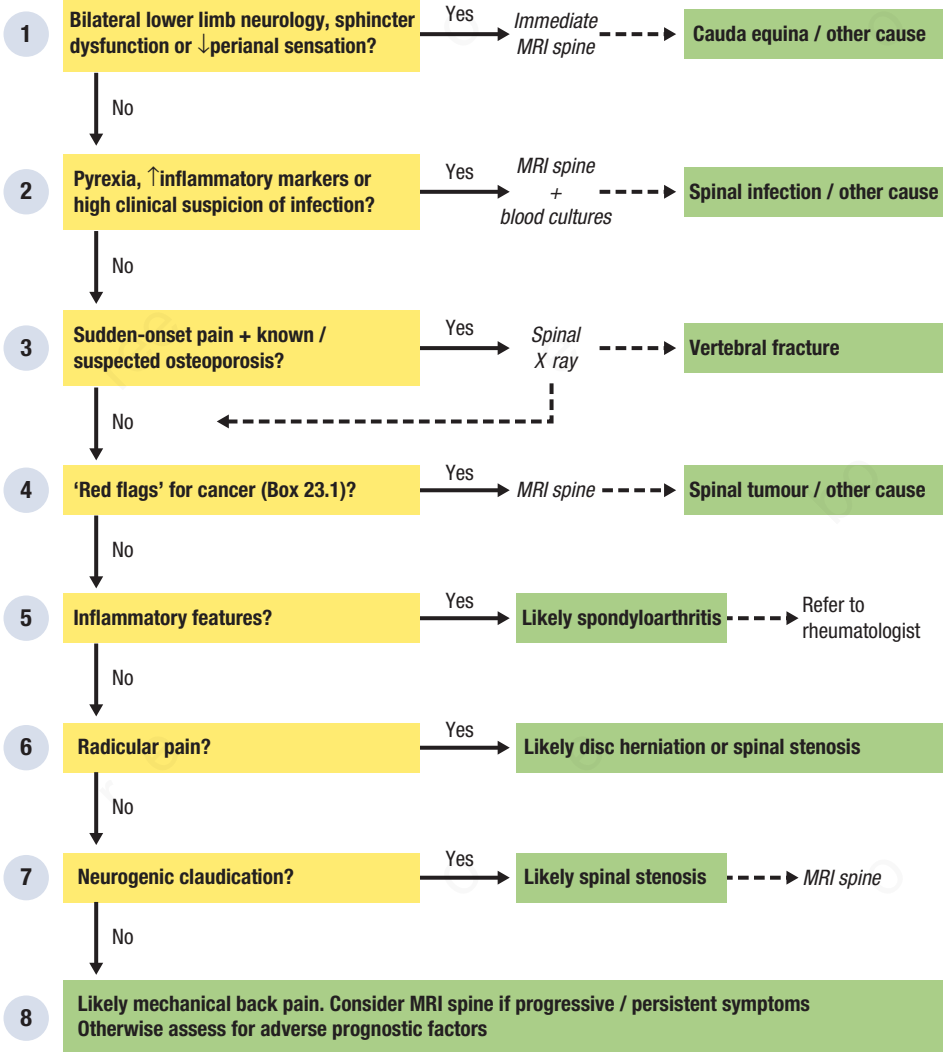 1
Bilateral lower limb neurology, sphincter
dysfunction or ↓perianal sensation?
Yes
Immediate
MRI spine
Cauda equina / other cause
No
2
Pyrexia, ↑inflammatory markers or
high clinical suspicion of infection?
Yes
MRI spine
+
blood cultures
Spinal infection / other cause
No
3
Sudden-onset pain + known /
suspected osteoporosis?
Yes
Spinal
X ray
Vertebral fracture
No
4
‘Red flags’ for cancer (Box 23.1)?
Yes
MRI spine
Spinal tumour / other cause
No
5
Inflammatory features?
Yes
Likely spondyloarthritis
Refer to
rheumatologist
No
6
Radicular pain?
Yes
Likely disc herniation or spinal stenosis
No
7
Neurogenic claudication?
Yes
Likely spinal stenosis
MRI spine
No
8
Likely mechanical back pain. Consider MRI spine if progressive / persistent symptoms
Otherwise assess for adverse prognostic factors